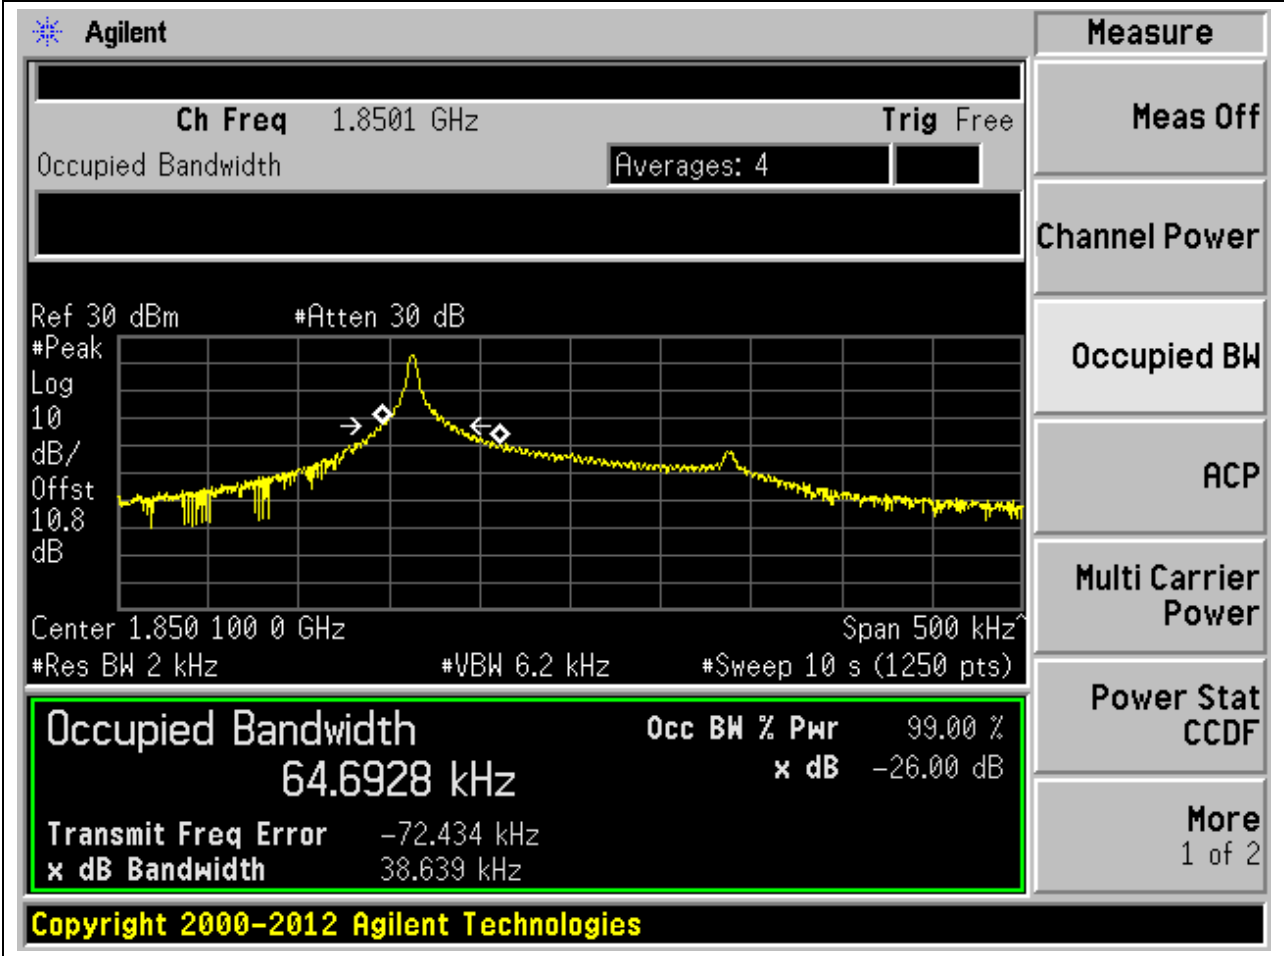 Agilent
Measure
Ch Freq 1.8501 GHz Trig Free
Occupied Bandwidth Averages: 4
Meas Off
Channel Power
Occupied BW
ACP
Multi Carrier
Power
Power Stat
CCDF
More
1 of 2
Ref 30 dBm #Atten 30 dB
#Peak
Log
10
dB/
Offst
10.8
dB
Center 1.850 100 0 GHz Span 500 kHz^
#Res BW 2 kHz #VBW 6.2 kHz #Sweep 10 s (1250 pts)
Occupied Bandwidth Occ BW % Pwr 99.00 %
64.6928 kHz x dB -26.00 dB
Transmit Freq Error -72.434 kHz
x dB Bandwidth 38.639 kHz
Copyright 2000-2012 Agilent Technologies